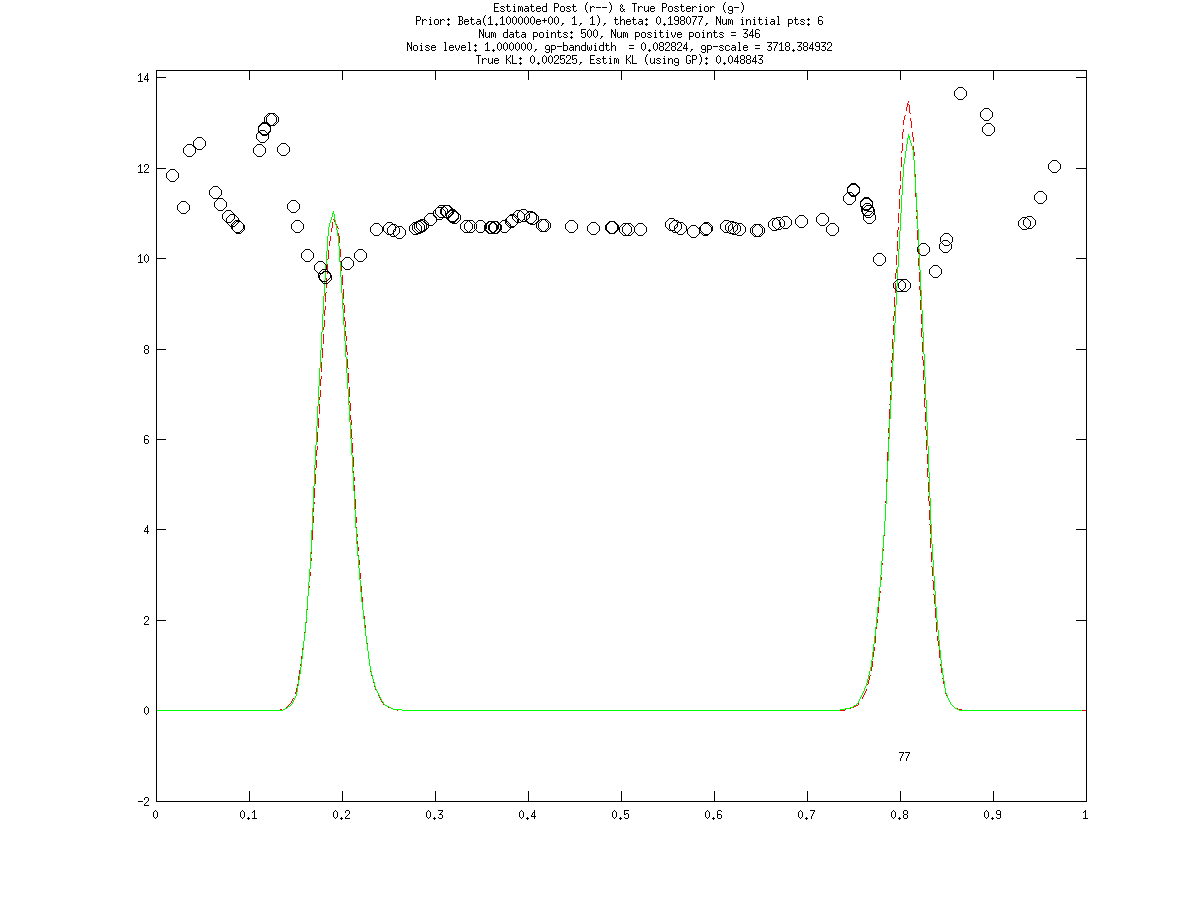 Estimated Post (r--) & True Posterior (g-)
Prior: Beta(1.100000e+00, 1, 1), theta: 0.198077, Num initial pts: 6
Num data points: 500, Num positive points = 346
Noise level: 1.000000, gp-bandwidth  = 0.082824, gp-scale = 3718.384932
True KL: 0.002525, Estim KL (using GP): 0.048843
14
12
10
8
6
4
2
0
77
-2
0 0.1 0.2 0.3 0.4 0.5 0.6 0.7 0.8 0.9 1